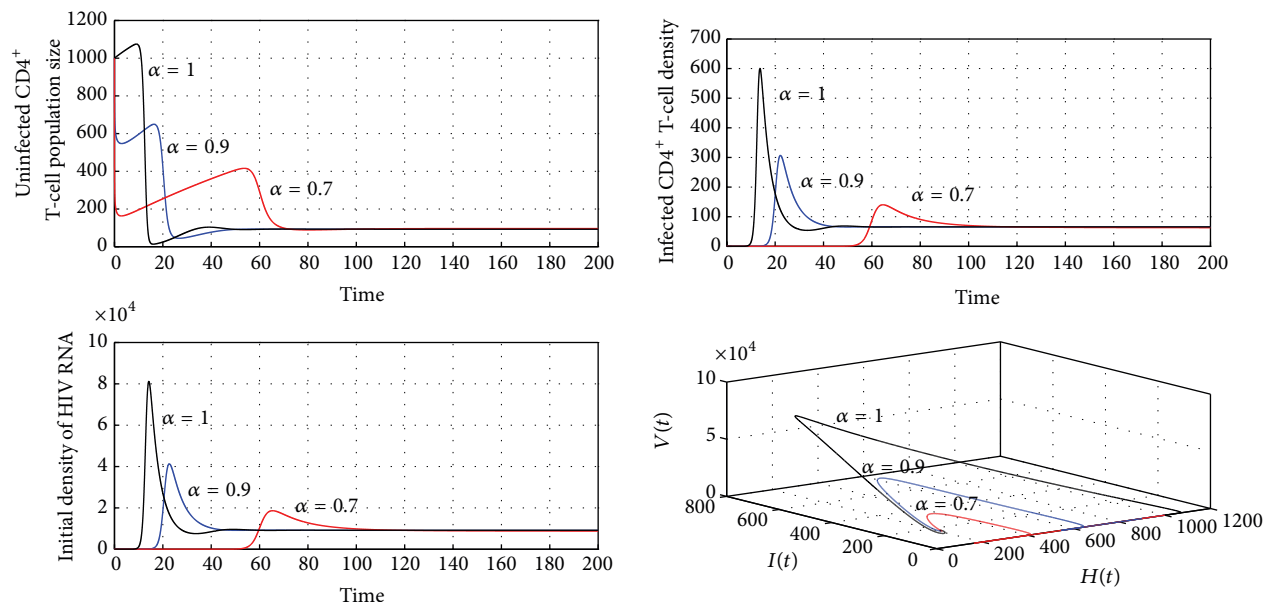 Uninfected CD4+
T-cell population size
1200
1000
800
600
400
200
0
α = 1
α = 0.9
α = 0.7
0 20 40 60 80 100 120 140 160 180 200
Time
Infected CD4+ T-cell density
700
600
500
400
300
200
100
0
α = 1
α = 0.9
α = 0.7
0 20 40 60 80 100 120 140 160 180 200
Time
×10^4
Initial density of HIV RNA
10
8
6
4
2
0
α = 1
α = 0.9
α = 0.7
0 20 40 60 80 100 120 140 160 180 200
Time
×10^4
V(t)
10
5
0
α = 1
α = 0.9
α = 0.7
800
600
400
200
0
I(t)
0
200
400
600
800
1000
1200
H(t)